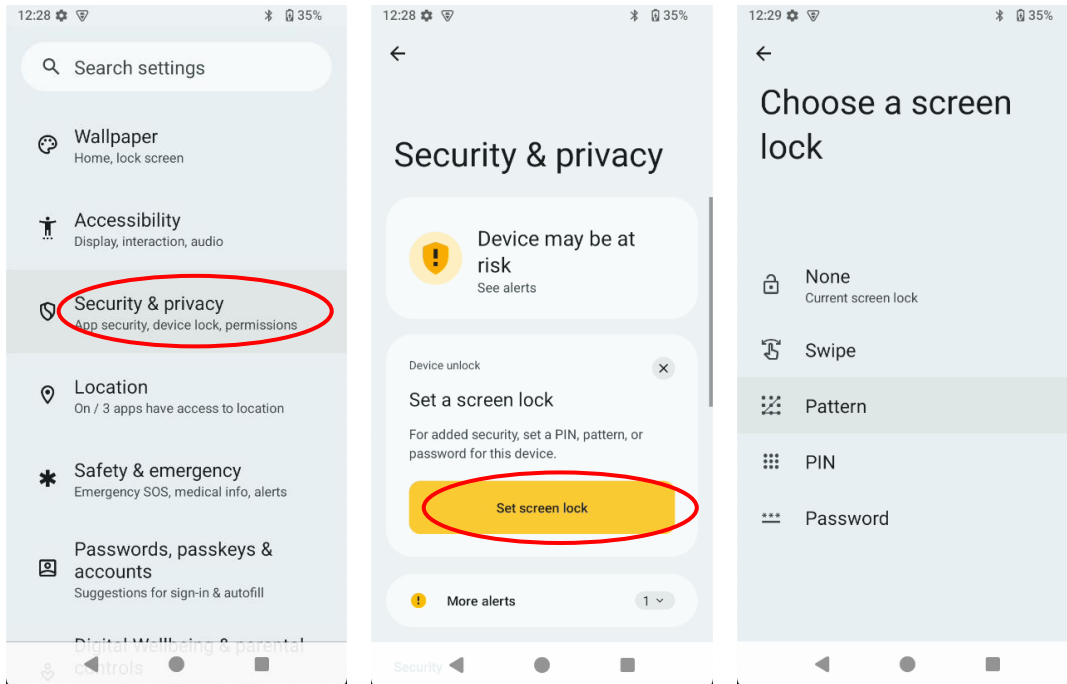 12:28 35%
Search settings
Wallpaper
Home, lock screen
Accessibility
Display, interaction, audio
Security & privacy
App security, device lock, permissions
Location
On / 3 apps have access to location
Safety & emergency
Emergency SOS, medical info, alerts
Passwords, passkeys &
accounts
Suggestions for sign-in & autofill
Digital Wellbeing & parental
controls
12:28 35%
Security & privacy
Device may be at
risk
See alerts
Device unlock
Set a screen lock
For added security, set a PIN, pattern, or
password for this device.
Set screen lock
More alerts 1
Security
12:29 35%
Choose a screen
lock
None
Current screen lock
Swipe
Pattern
PIN
Password